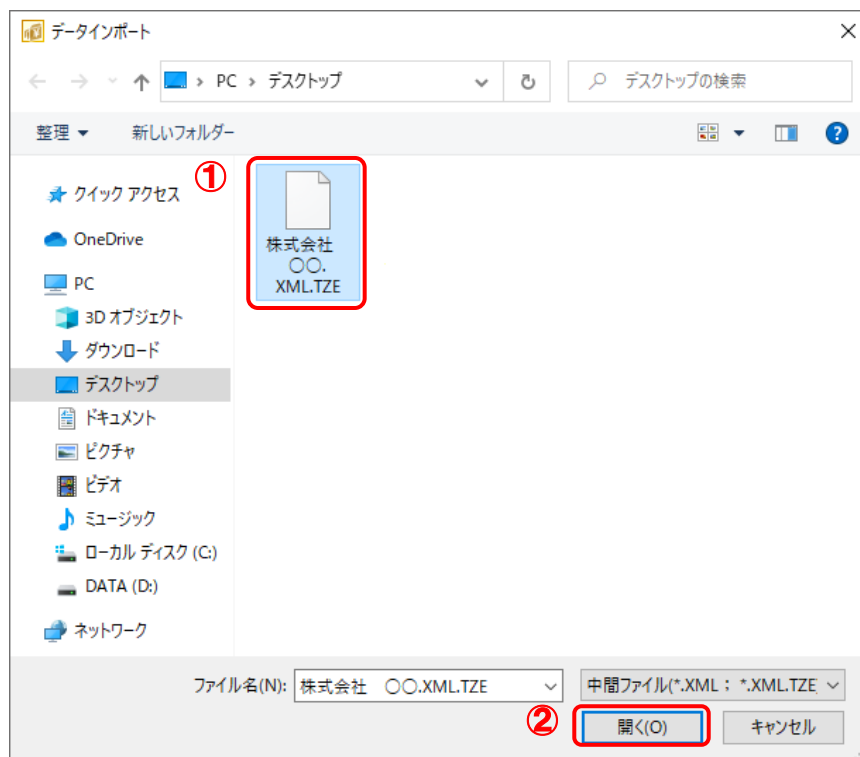 データインポート
PC › デスクトップ
デスクトップの検索
整理
新しいフォルダー
①
クイック アクセス
OneDrive
PC
3D オブジェクト
ダウンロード
デスクトップ
ドキュメント
ピクチャ
ビデオ
ミュージック
ローカル ディスク (C:)
DATA (D:)
ネットワーク
株式会社
〇〇.
XML.TZE
ファイル名(N):
株式会社　〇〇.XML.TZE
中間ファイル(*.XML ; *.XML.TZE
②
開く(O)
キャンセル